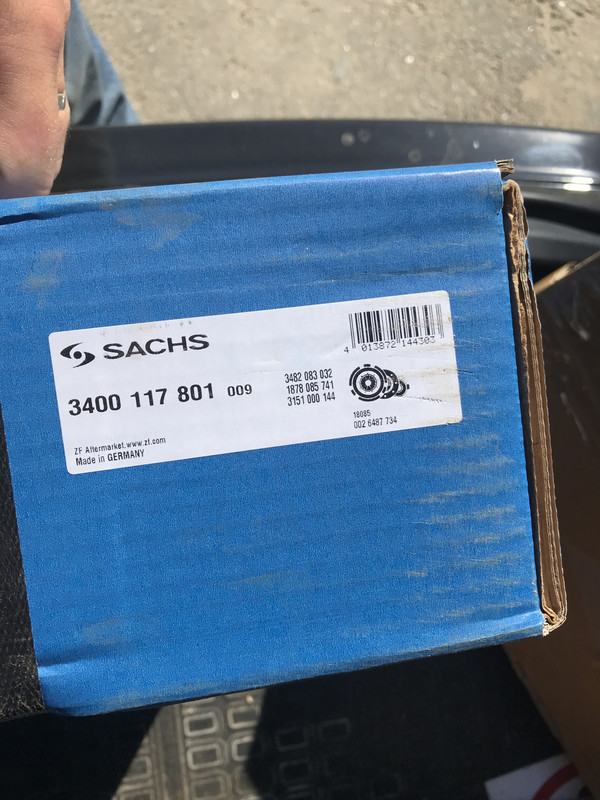 SACHS
4 013872 144303
3400 117 801 009
3482 083 032
1878 085 741
3151 000 144
18085
002 6487 734
ZF Aftermarket.www.zf.com
Made in GERMANY